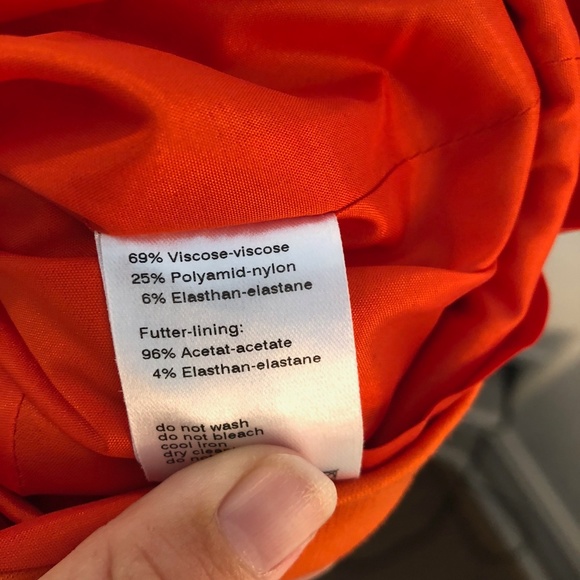 69% Viscose-viscose
25% Polyamid-nylon
6% Elasthan-elastane
Futter-lining:
96% Acetat-acetate
4% Elasthan-elastane
do not wash
do not bleach
cool iron
dry
do